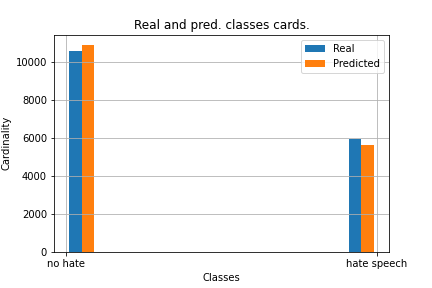 Real and pred. classes cards.
Real
Predicted
Cardinality
10000
8000
6000
4000
2000
0
no hate
hate speech
Classes